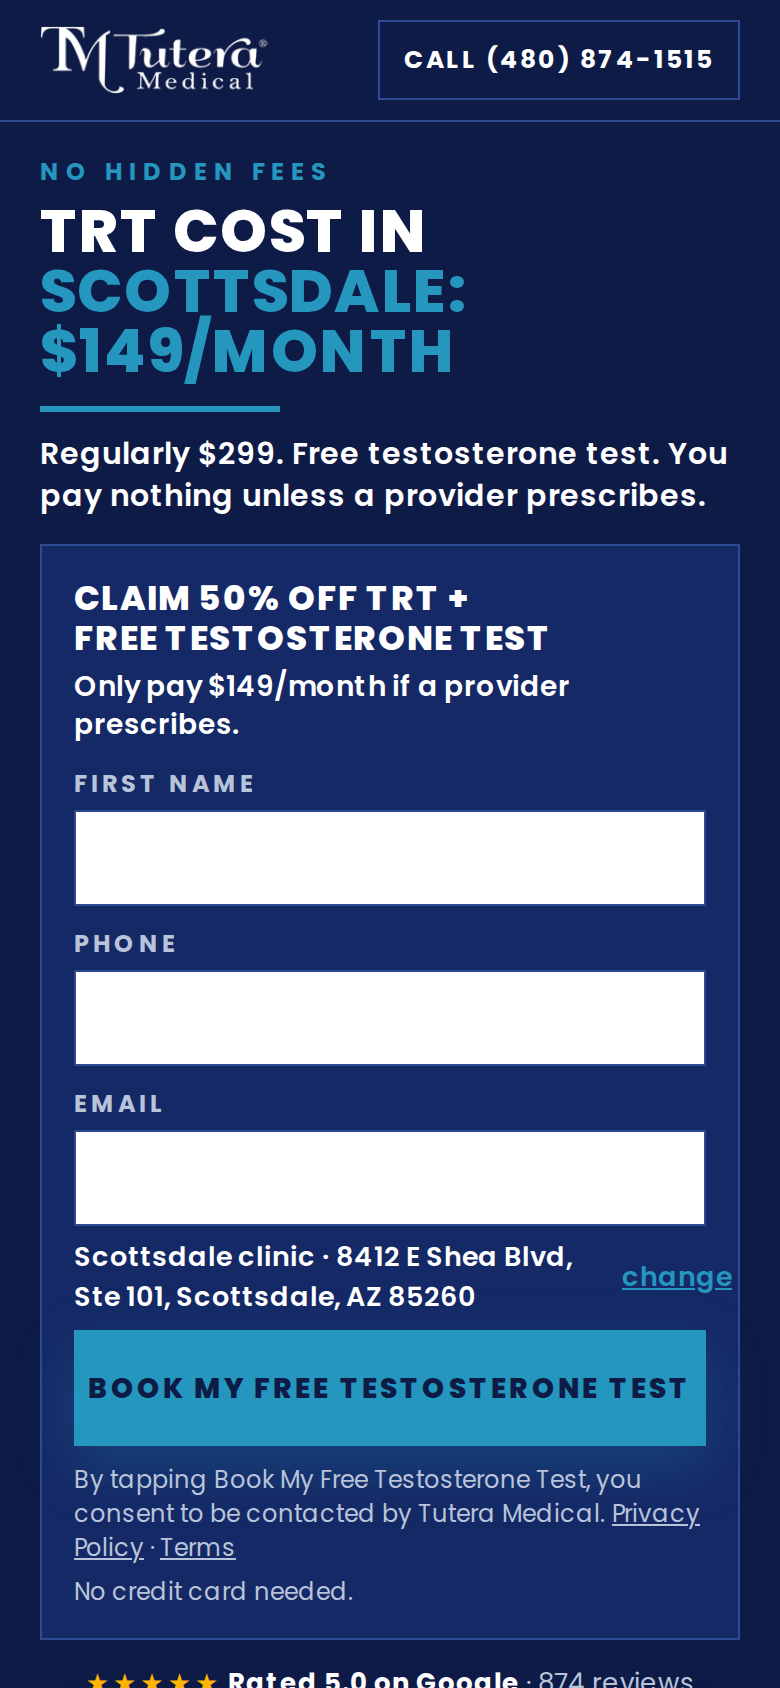 TM Tutera®
Medical
CALL (480) 874-1515
NO HIDDEN FEES
TRT COST IN
SCOTTSDALE:
$149/MONTH
Regularly $299. Free testosterone test. You
pay nothing unless a provider prescribes.
CLAIM 50% OFF TRT +
FREE TESTOSTERONE TEST
Only pay $149/month if a provider
prescribes.
FIRST NAME
PHONE
EMAIL
Scottsdale clinic · 8412 E Shea Blvd,
Ste 101, Scottsdale, AZ 85260
change
BOOK MY FREE TESTOSTERONE TEST
By tapping Book My Free Testosterone Test, you
consent to be contacted by Tutera Medical. Privacy
Policy · Terms
No credit card needed.
★★★★★ Rated 5.0 on Google · 874 reviews